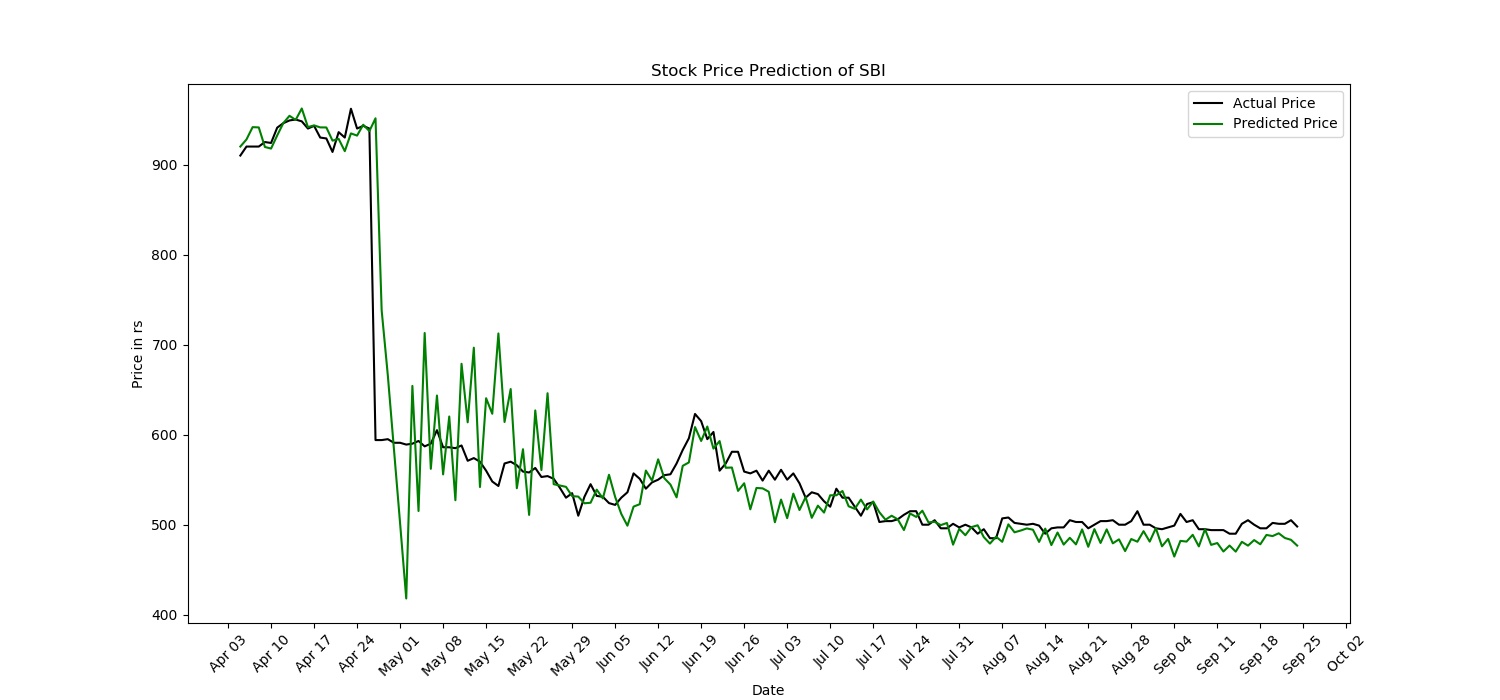 Stock Price Prediction of SBI
Actual Price
Predicted Price
Price in rs
900
800
700
600
500
400
Apr 03
Apr 10
Apr 17
Apr 24
May 01
May 08
May 15
May 22
May 29
Jun 05
Jun 12
Jun 19
Jun 26
Jul 03
Jul 10
Jul 17
Jul 24
Jul 31
Aug 07
Aug 14
Aug 21
Aug 28
Sep 04
Sep 11
Sep 18
Sep 25
Oct 02
Date